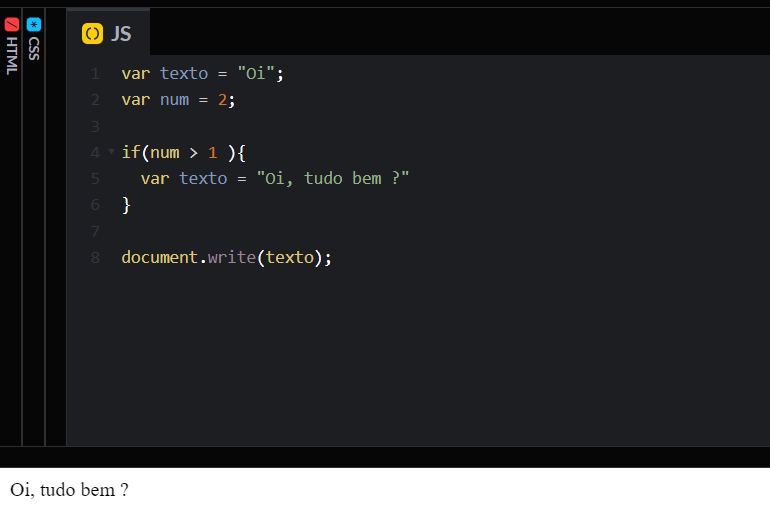 HTML
CSS
JS
1 var texto = "Oi";
2 var num = 2;
3
4 if(num > 1 ){
5 var texto = "Oi, tudo bem ?"
6 }
7
8 document.write(texto);
Oi, tudo bem ?